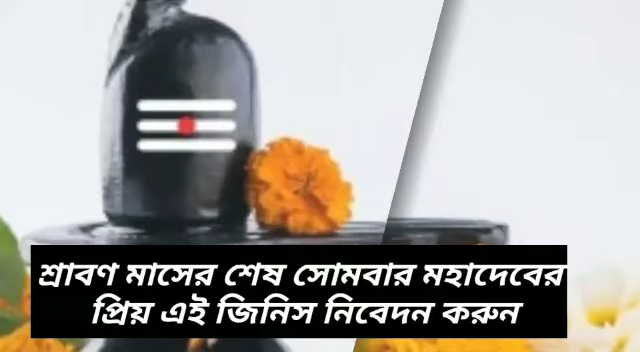 শ্রাবণ মাসের শেষ সোমবার মহাদেবের
প্রিয় এই জিনিস নিবেদন করুন